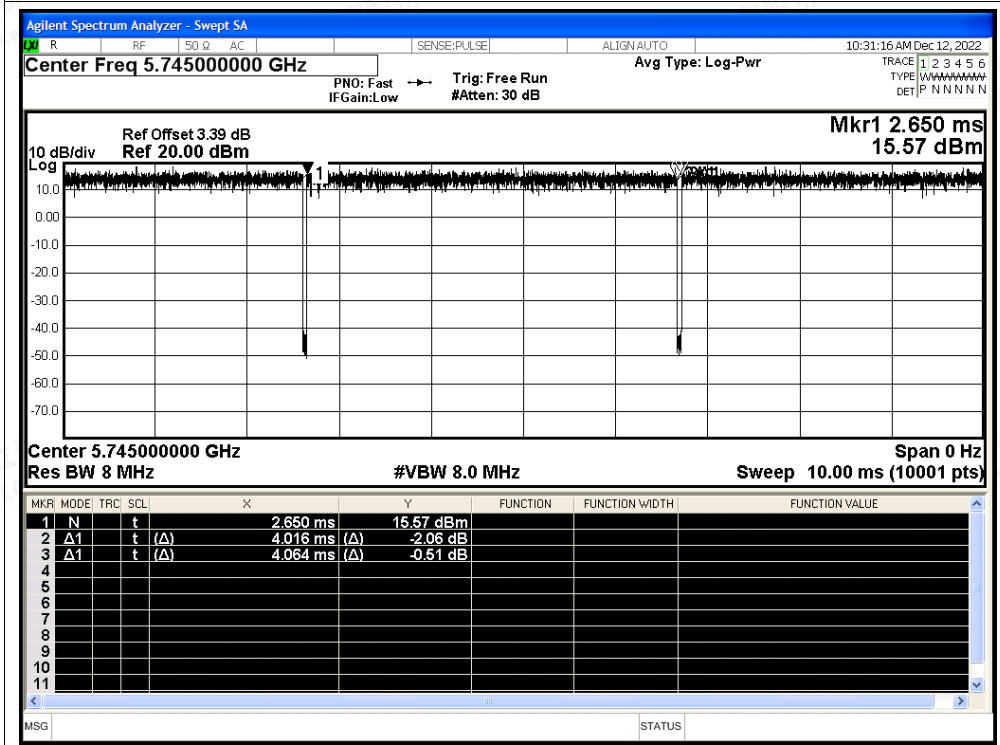 Agilent Spectrum Analyzer - Swept SA
LXI R RF 50 Ω AC SENSE:PULSE ALIGN AUTO 10:31:16 AM Dec 12, 2022
Center Freq 5.745000000 GHz
PNO: Fast Trig: Free Run
IFGain:Low #Atten: 30 dB
Avg Type: Log-Pwr
TRACE 1 2 3 4 5 6
TYPE WWWWWW
DET P N N N N N
Mkr1 2.650 ms
15.57 dBm
Ref Offset 3.39 dB
10 dB/div Ref 20.00 dBm
Log
1
10.0
0.00
-10.0
-20.0
-30.0
-40.0
-50.0
-60.0
-70.0
Center 5.745000000 GHz Span 0 Hz
Res BW 8 MHz #VBW 8.0 MHz Sweep 10.00 ms (10001 pts)
MKR MODE TRC SCL X Y FUNCTION FUNCTION WIDTH FUNCTION VALUE
1 N t 2.650 ms 15.57 dBm
2 Δ1 t (Δ) 4.016 ms (Δ) -2.06 dB
3 Δ1 t (Δ) 4.064 ms (Δ) -0.51 dB
4
5
6
7
8
9
10
11
MSG STATUS